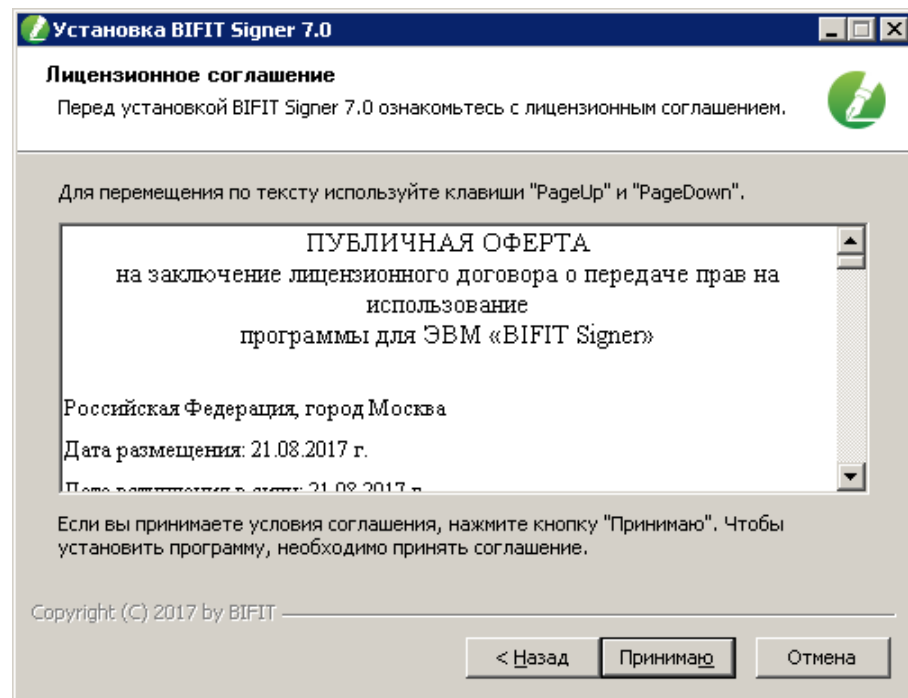 Установка BIFIT Signer 7.0
Лицензионное соглашение
Перед установкой BIFIT Signer 7.0 ознакомьтесь с лицензионным соглашением.
Для перемещения по тексту используйте клавиши "PageUp" и "PageDown".
ПУБЛИЧНАЯ ОФЕРТА
на заключение лицензионного договора о передаче прав на
использование
программы для ЭВМ «BIFIT Signer»
Российская Федерация, город Москва
Дата размещения: 21.08.2017 г.
21.08.2017 г.
Если вы принимаете условия соглашения, нажмите кнопку "Принимаю". Чтобы
установить программу, необходимо принять соглашение.
Copyright (C) 2017 by BIFIT
< Назад
Принимаю
Отмена